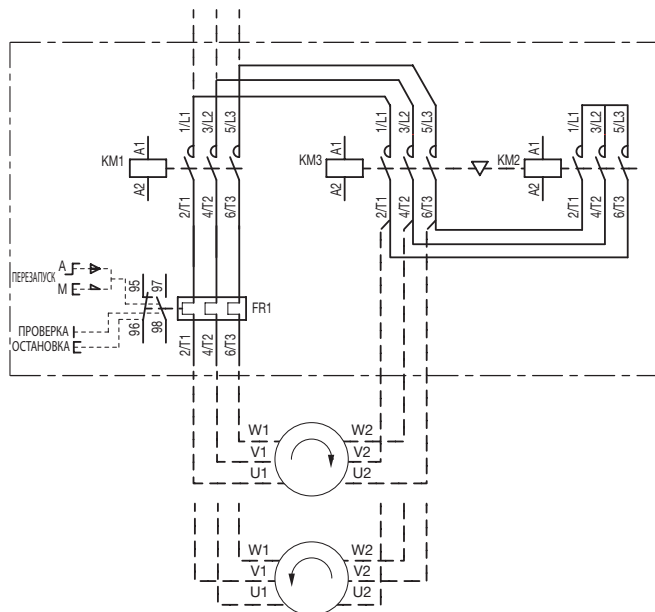 1/L1 3/L2 5/L3
1/L1 3/L2 5/L3
1/L1 3/L2 5/L3
KM1 A1 A2
KM3 A1 A2
KM2 A1 A2
2/T1 4/T2 6/T3
2/T1 4/T2 6/T3
2/T1 4/T2 6/T3
A
ПЕРЕЗАПУСК
M
95 97
FR1
ПРОВЕРКА
ОСТАНОВКА
96 98
2/T1 4/T2 6/T3
W1 W2
V1 V2
U1 U2
W1 W2
V1 V2
U1 U2